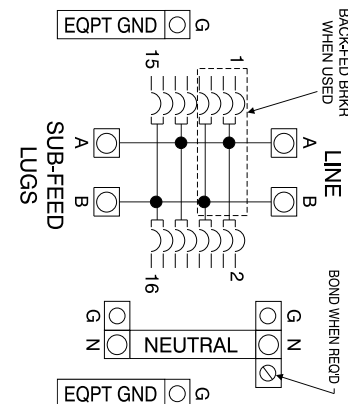 EQPT GND G
BACK-FED BRKR
WHEN USED
15 1
A A
SUB-FEED
LUGS
LINE
B B
16 2
BOND WHEN REQ'D
G G
N NEUTRAL N
EQPT GND G